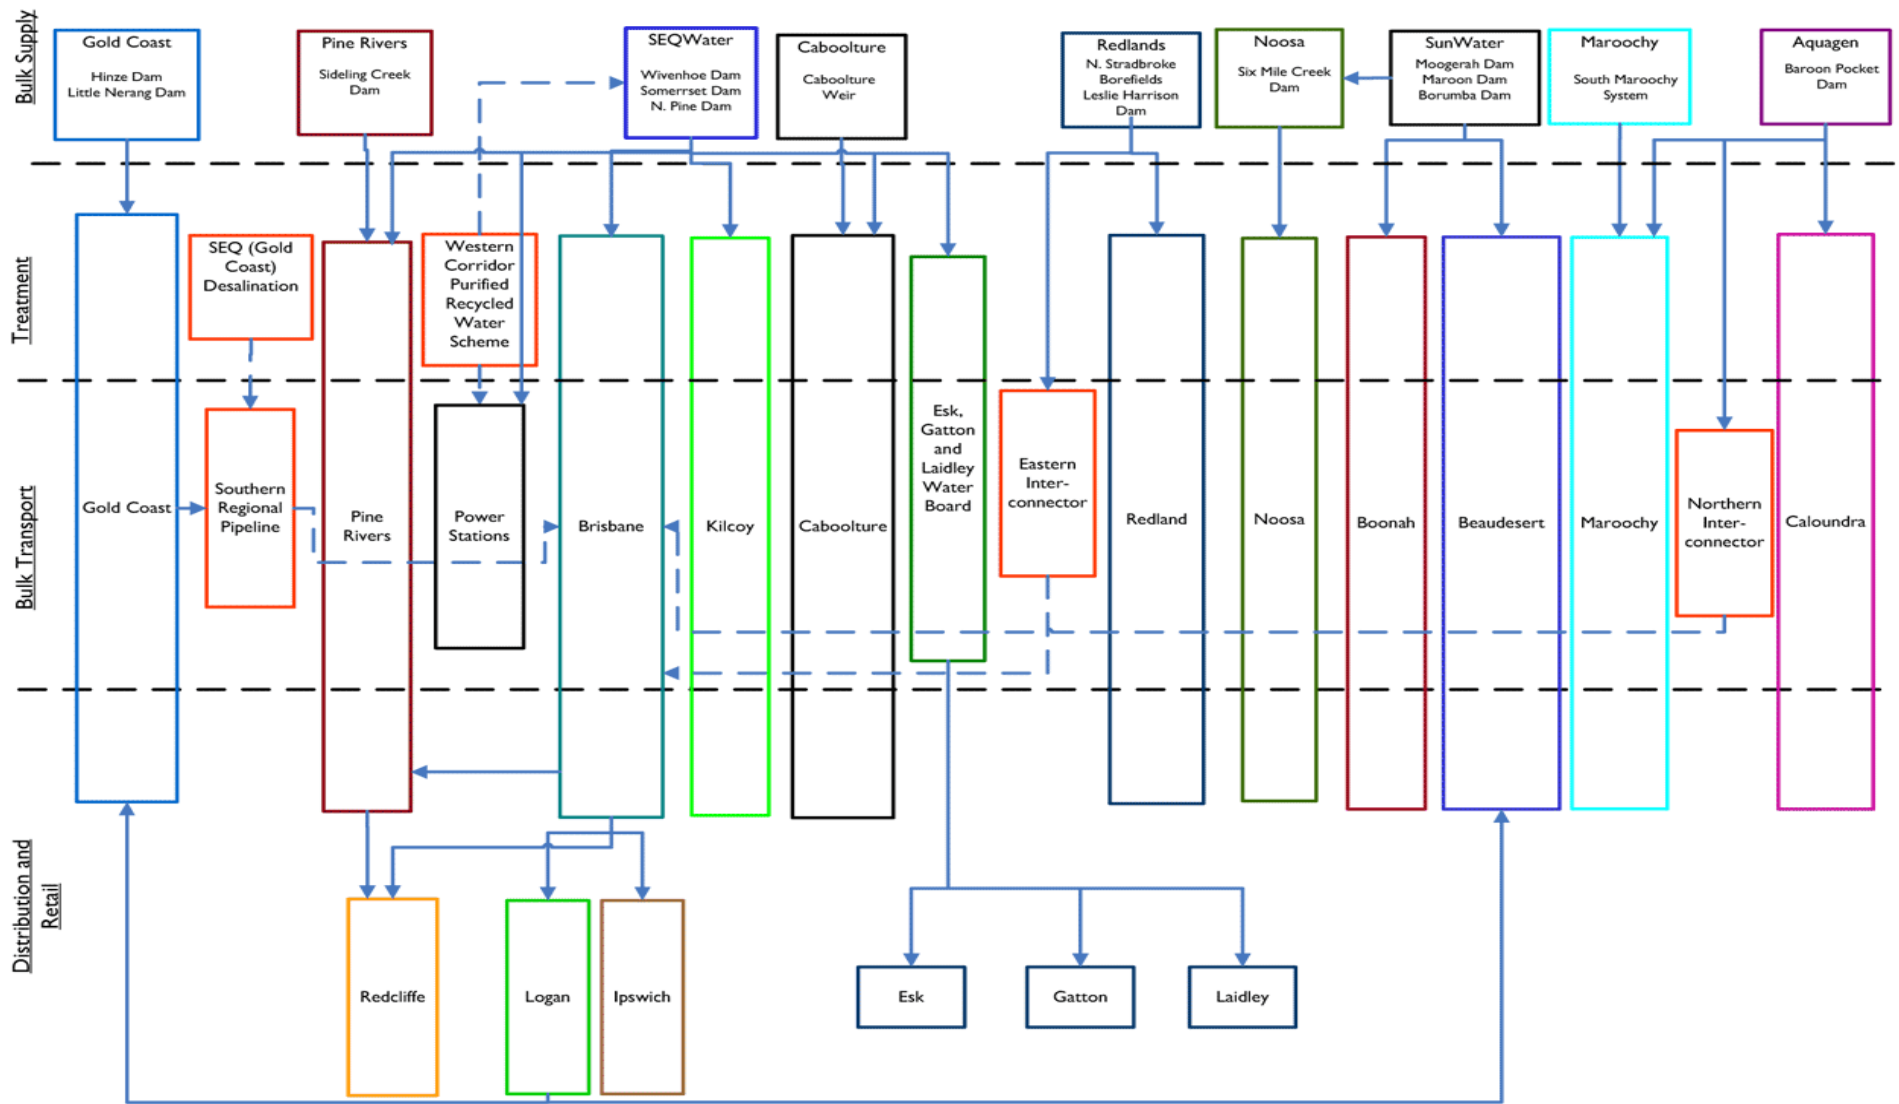 Bulk Supply
Gold Coast
Hinze Dam
Little Nerang Dam
Pine Rivers
Sideling Creek
Dam
SEQWater
Wivenhoe Dam
Somerrset Dam
N. Pine Dam
Caboolture
Caboolture
Weir
Redlands
N. Stradbroke
Borefields
Leslie Harrison
Dam
Noosa
Six Mile Creek
Dam
SunWater
Moogerah Dam
Maroon Dam
Borumba Dam
Maroochy
South Maroochy
System
Aquagen
Baroon Pocket
Dam
Treatment
SEQ (Gold
Coast)
Desalination
Western
Corridor
Purified
Recycled
Water
Scheme
Bulk Transport
Gold Coast
Southern
Regional
Pipeline
Pine
Rivers
Power
Stations
Brisbane
Kilcoy
Caboolture
Esk,
Gatton
and
Laidley
Water
Board
Eastern
Inter-
connector
Redland
Noosa
Boonah
Beaudesert
Maroochy
Northern
Inter-
connector
Caloundra
Distribution and
Retail
Redcliffe
Logan
Ipswich
Esk
Gatton
Laidley